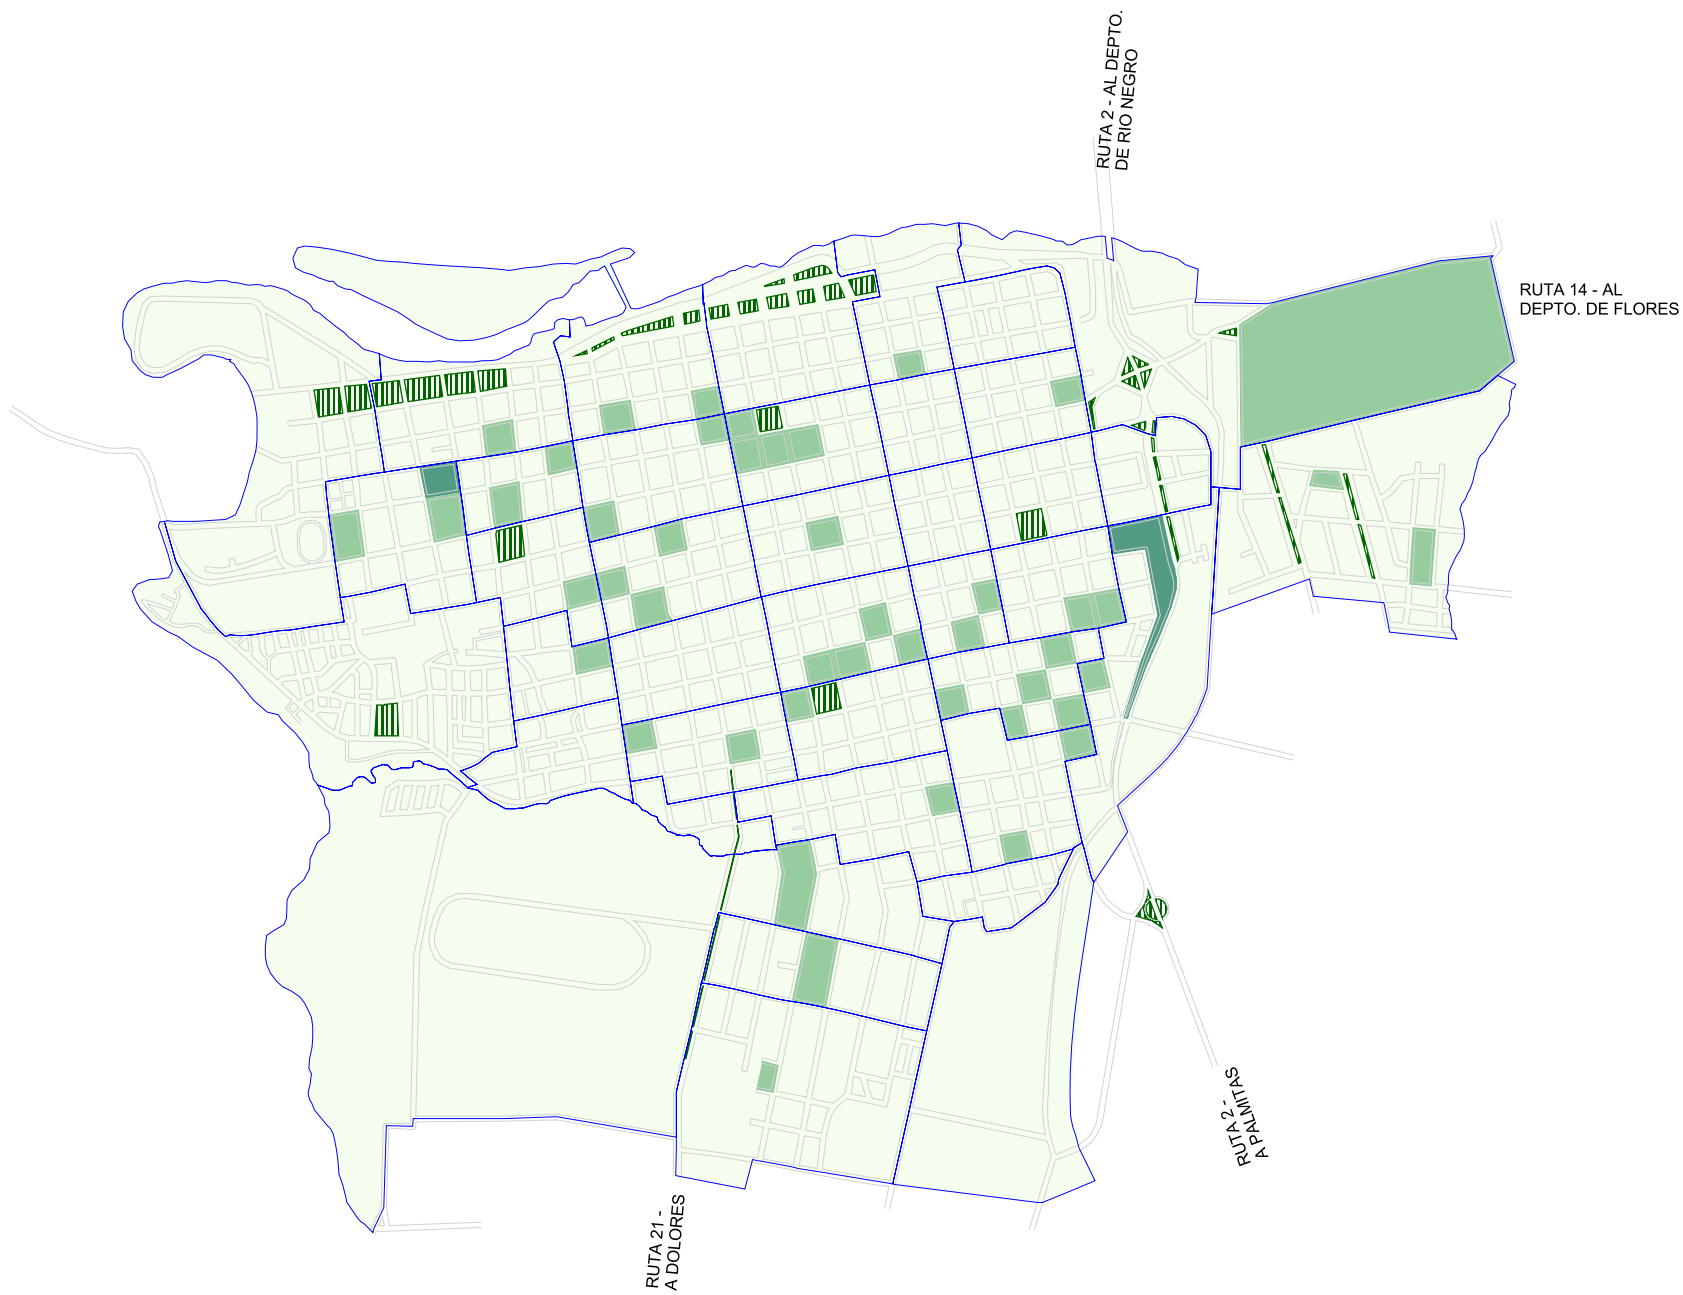 RUTA 2 - AL DEPTO.
DE RIO NEGRO
RUTA 14 - AL
DEPTO. DE FLORES
RUTA 2 -
A PALMITAS
RUTA 21 -
A DOLORES